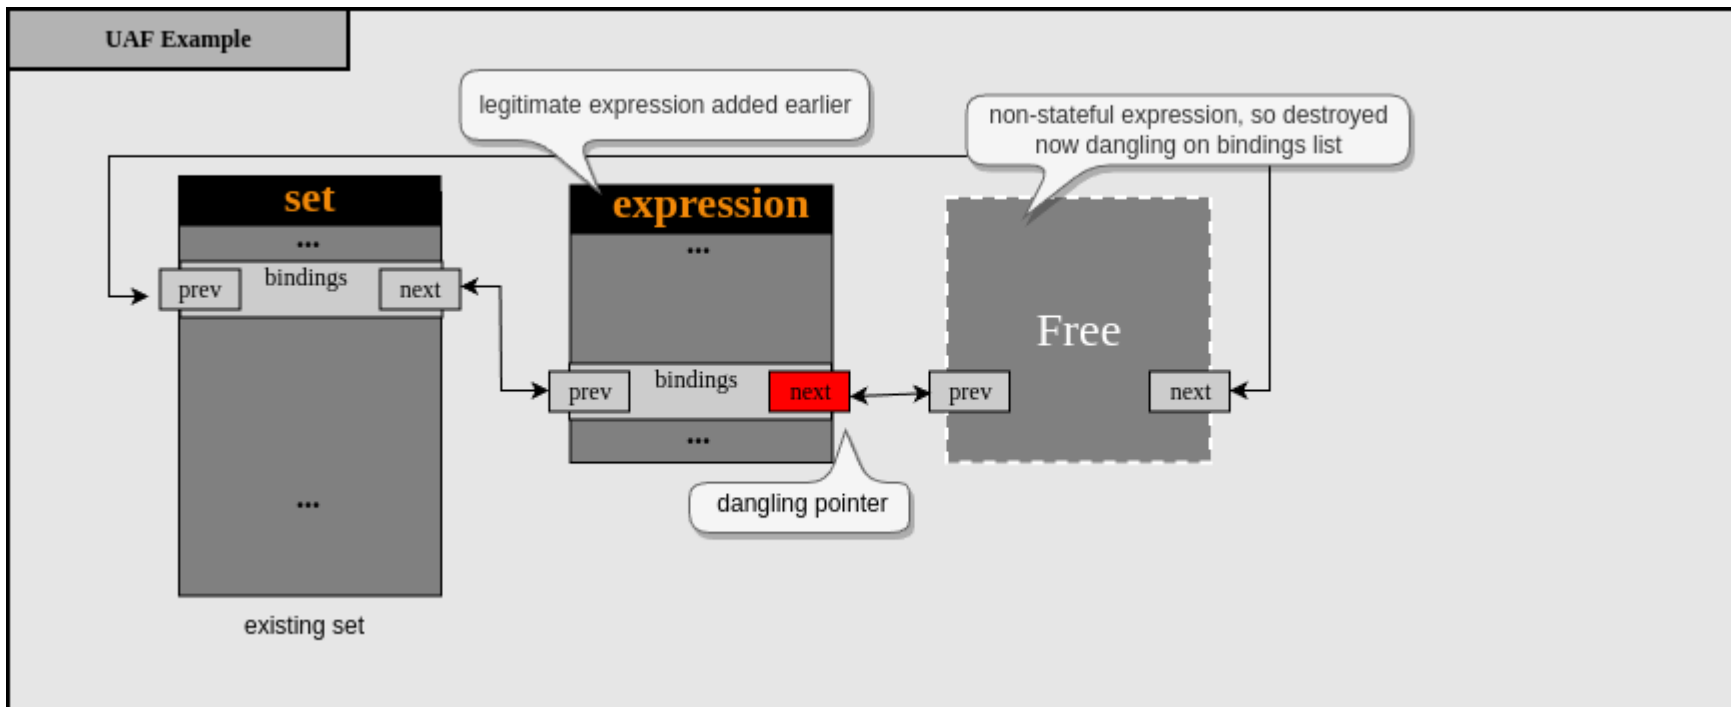 UAF Example
legitimate expression added earlier
non-stateful expression, so destroyed
now dangling on bindings list
set
...
prev
bindings
next
...
existing set
expression
...
prev
bindings
next
...
dangling pointer
Free
prev
next